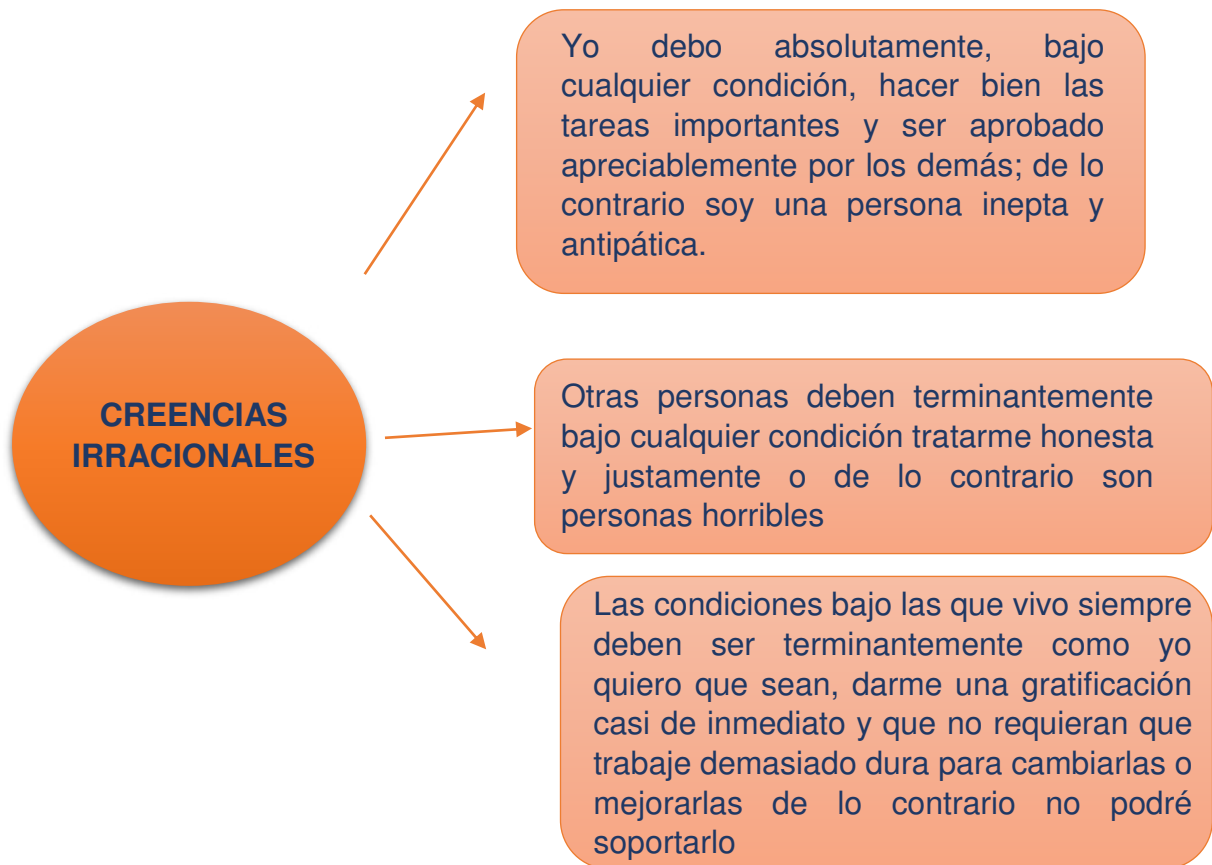 Yo debo absolutamente, bajo
cualquier condición, hacer bien las
tareas importantes y ser aprobado
apreciablemente por los demás; de lo
contrario soy una persona inepta y
antipática.
CREENCIAS
IRRACIONALES
Otras personas deben terminantemente
bajo cualquier condición tratarme honesta
y justamente o de lo contrario son
personas horribles
Las condiciones bajo las que vivo siempre
deben ser terminantemente como yo
quiero que sean, darme una gratificación
casi de inmediato y que no requieran que
trabaje demasiado dura para cambiarlas o
mejorarlas de lo contrario no podré
soportarlo